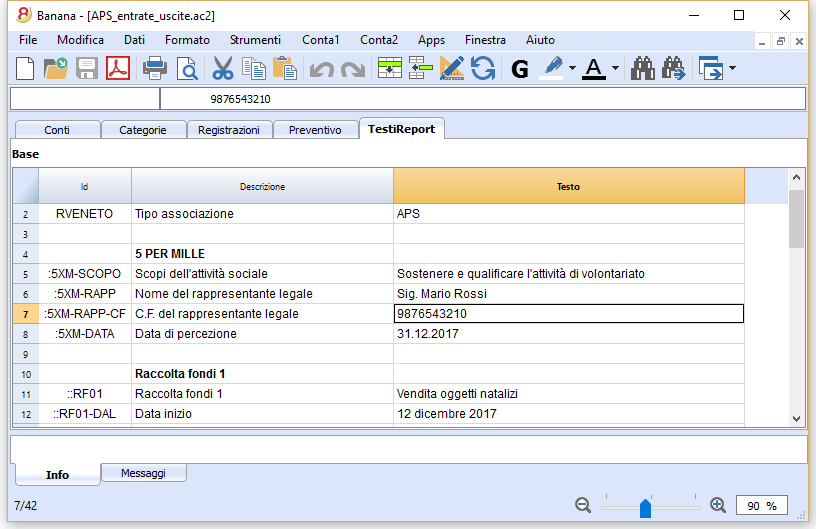 Banana - [APS_entrate_uscite.ac2]
File Modifica Dati Formato Strumenti Conta1 Conta2 Apps Finestra Aiuto
G A
9876543210
Conti Categorie Registrazioni Preventivo TestiReport
Base
Id Descrizione Testo
2 RVENETO Tipo associazione APS
3
4 5 PER MILLE
5 :5XM-SCOPO Scopi dell'attività sociale Sostenere e qualificare l'attività di volontariato
6 :5XM-RAPP Nome del rappresentante legale Sig. Mario Rossi
7 :5XM-RAPP-CF C.F. del rappresentante legale 9876543210
8 :5XM-DATA Data di percezione 31.12.2017
9
10 Raccolta fondi 1
11 ::RF01 Raccolta fondi 1 Vendita oggetti natalizi
12 ::RF01-DAL Data inizio 12 dicembre 2017
Info Messaggi
7/42 90 %